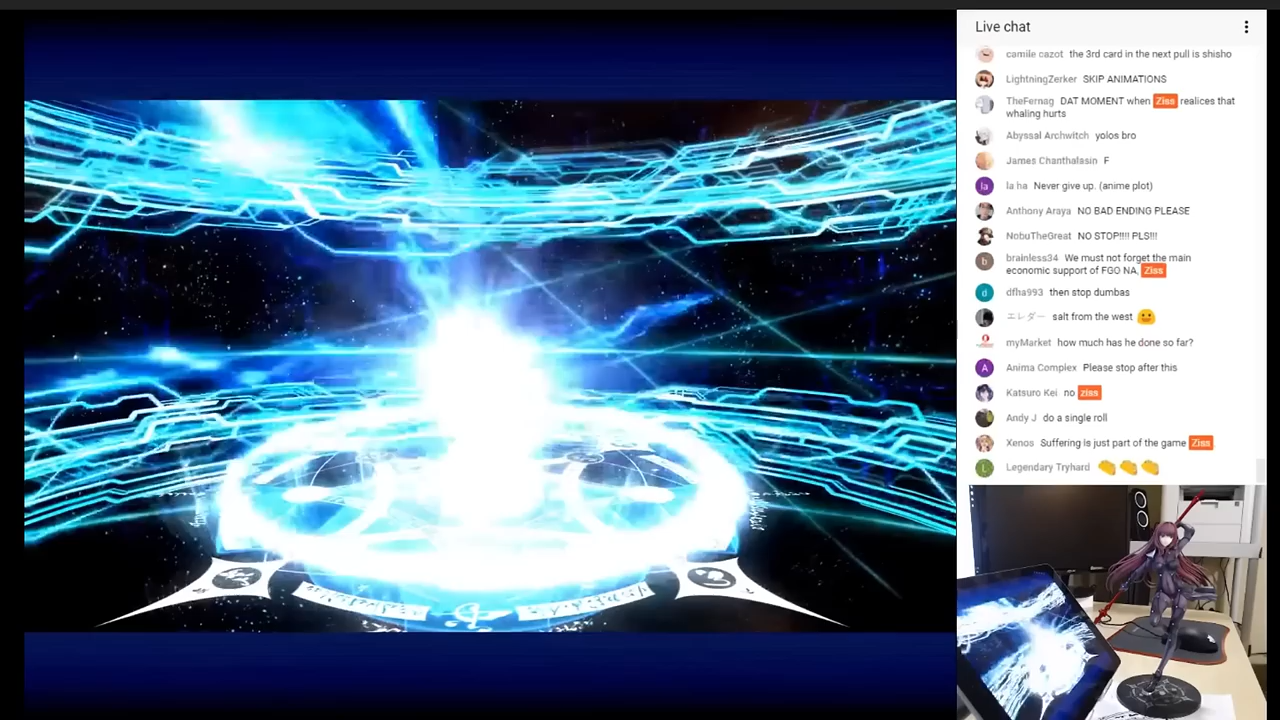 Live chat
camile cazot the 3rd card in the next pull is shisho
LightningZerker SKIP ANIMATIONS
TheFernag DAT MOMENT when Ziss realices that
whaling hurts
Abyssal Archwitch yolos bro
James Chanthalasin F
la
la ha Never give up. (anime plot)
Anthony Araya NO BAD ENDING PLEASE
NobuTheGreat NO STOP!!!! PLS!!!
b
brainless34 We must not forget the main
economic support of FGO NA, Ziss
d
dfha993 then stop dumbas
エレダー salt from the west
myMarket how much has he done so far?
A
Anima Complex Please stop after this
Katsuro Kei no ziss
Andy J do a single roll
Xenos Suffering is just part of the game Ziss
L
Legendary Tryhard